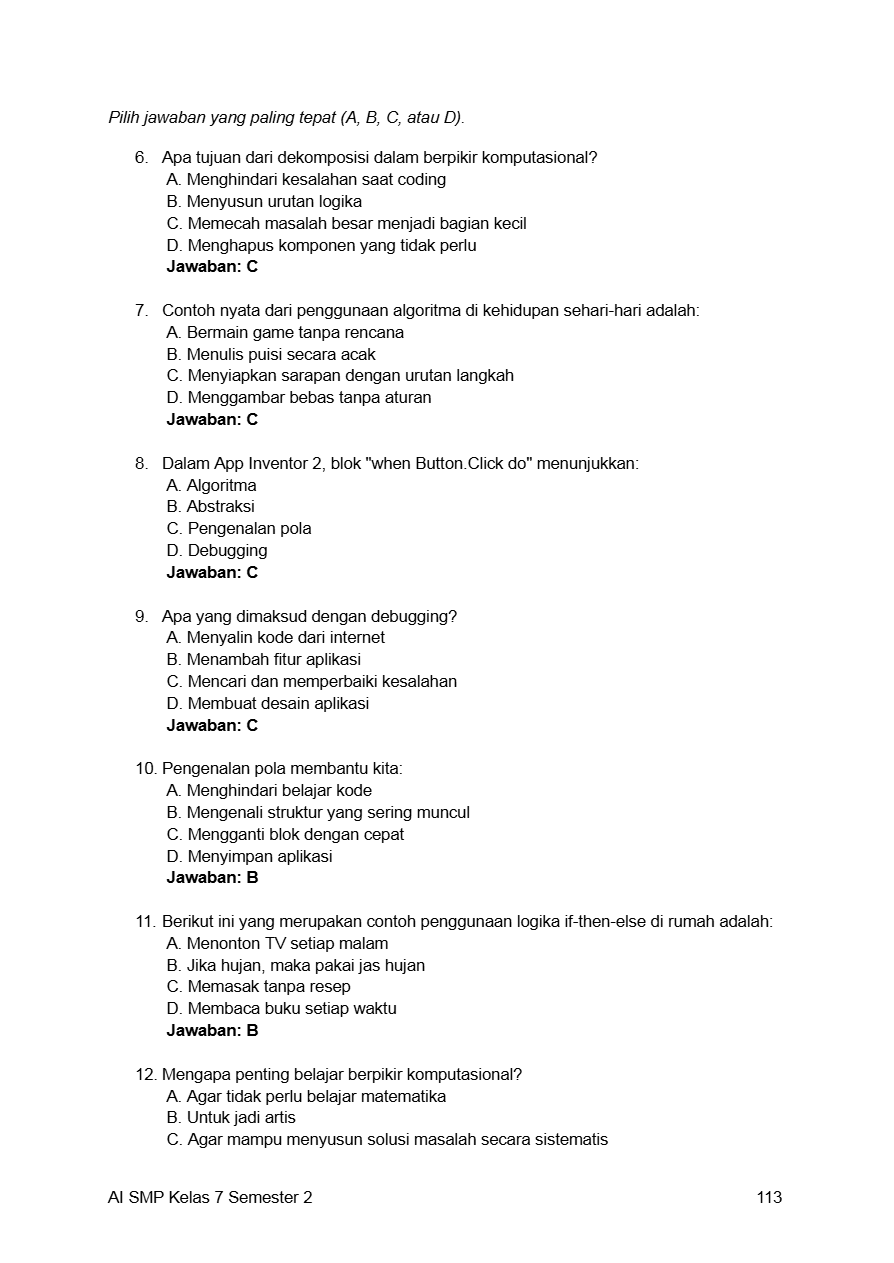 Pilih jawaban yang paling tepat (A, B, C, atau D).
6. Apa tujuan dari dekomposisi dalam berpikir komputasional?
A. Menghindari kesalahan saat coding
B. Menyusun urutan logika
C. Memecah masalah besar menjadi bagian kecil
D. Menghapus komponen yang tidak perlu
Jawaban: C
7. Contoh nyata dari penggunaan algoritma di kehidupan sehari-hari adalah:
A. Bermain game tanpa rencana
B. Menulis puisi secara acak
C. Menyiapkan sarapan dengan urutan langkah
D. Menggambar bebas tanpa aturan
Jawaban: C
8. Dalam App Inventor 2, blok "when Button.Click do" menunjukkan:
A. Algoritma
B. Abstraksi
C. Pengenalan pola
D. Debugging
Jawaban: C
9. Apa yang dimaksud dengan debugging?
A. Menyalin kode dari internet
B. Menambah fitur aplikasi
C. Mencari dan memperbaiki kesalahan
D. Membuat desain aplikasi
Jawaban: C
10. Pengenalan pola membantu kita:
A. Menghindari belajar kode
B. Mengenali struktur yang sering muncul
C. Mengganti blok dengan cepat
D. Menyimpan aplikasi
Jawaban: B
11. Berikut ini yang merupakan contoh penggunaan logika if-then-else di rumah adalah:
A. Menonton TV setiap malam
B. Jika hujan, maka pakai jas hujan
C. Memasak tanpa resep
D. Membaca buku setiap waktu
Jawaban: B
12. Mengapa penting belajar berpikir komputasional?
A. Agar tidak perlu belajar matematika
B. Untuk jadi artis
C. Agar mampu menyusun solusi masalah secara sistematis
AI SMP Kelas 7 Semester 2 113